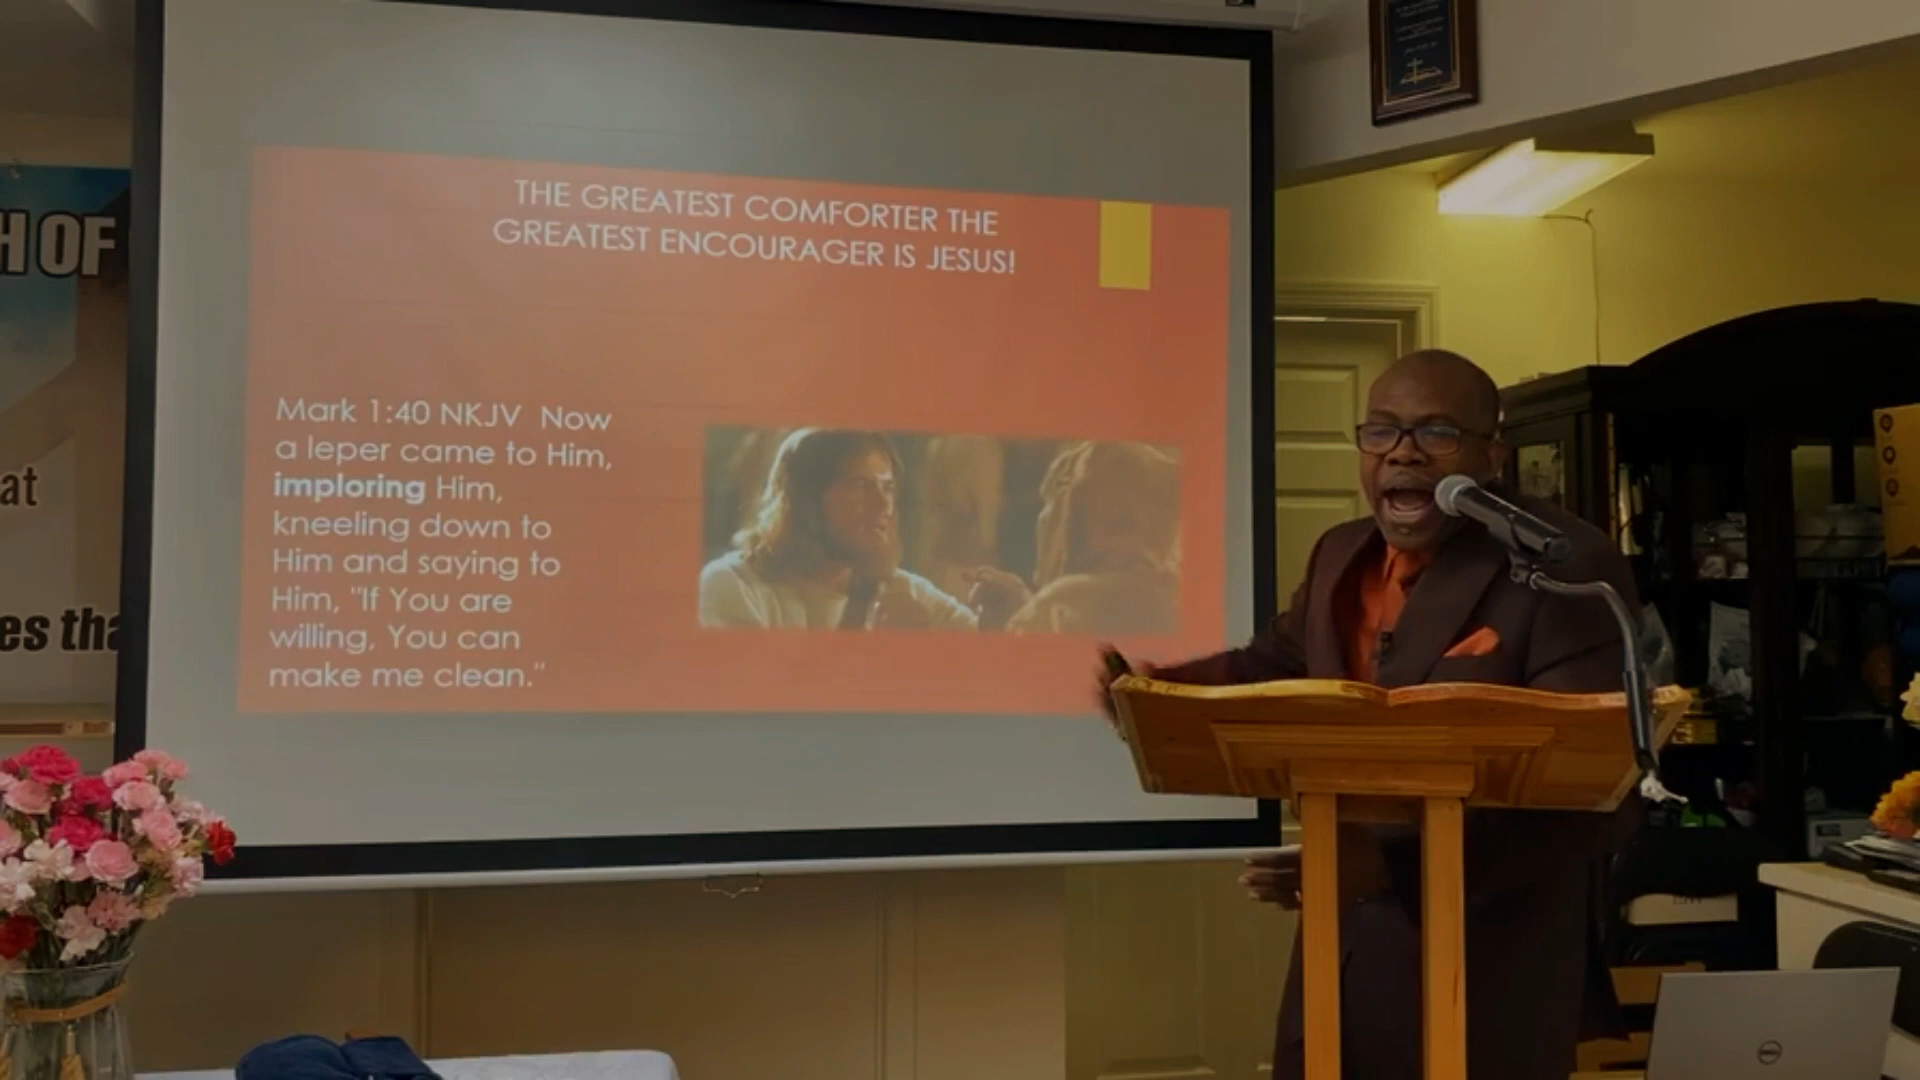 THE GREATEST COMFORTER THE
GREATEST ENCOURAGER IS JESUS!
Mark 1:40 NKJV Now
a leper came to Him,
imploring Him,
kneeling down to
Him and saying to
Him, "If You are
willing, You can
make me clean."
H OF
at
es tha
DELL